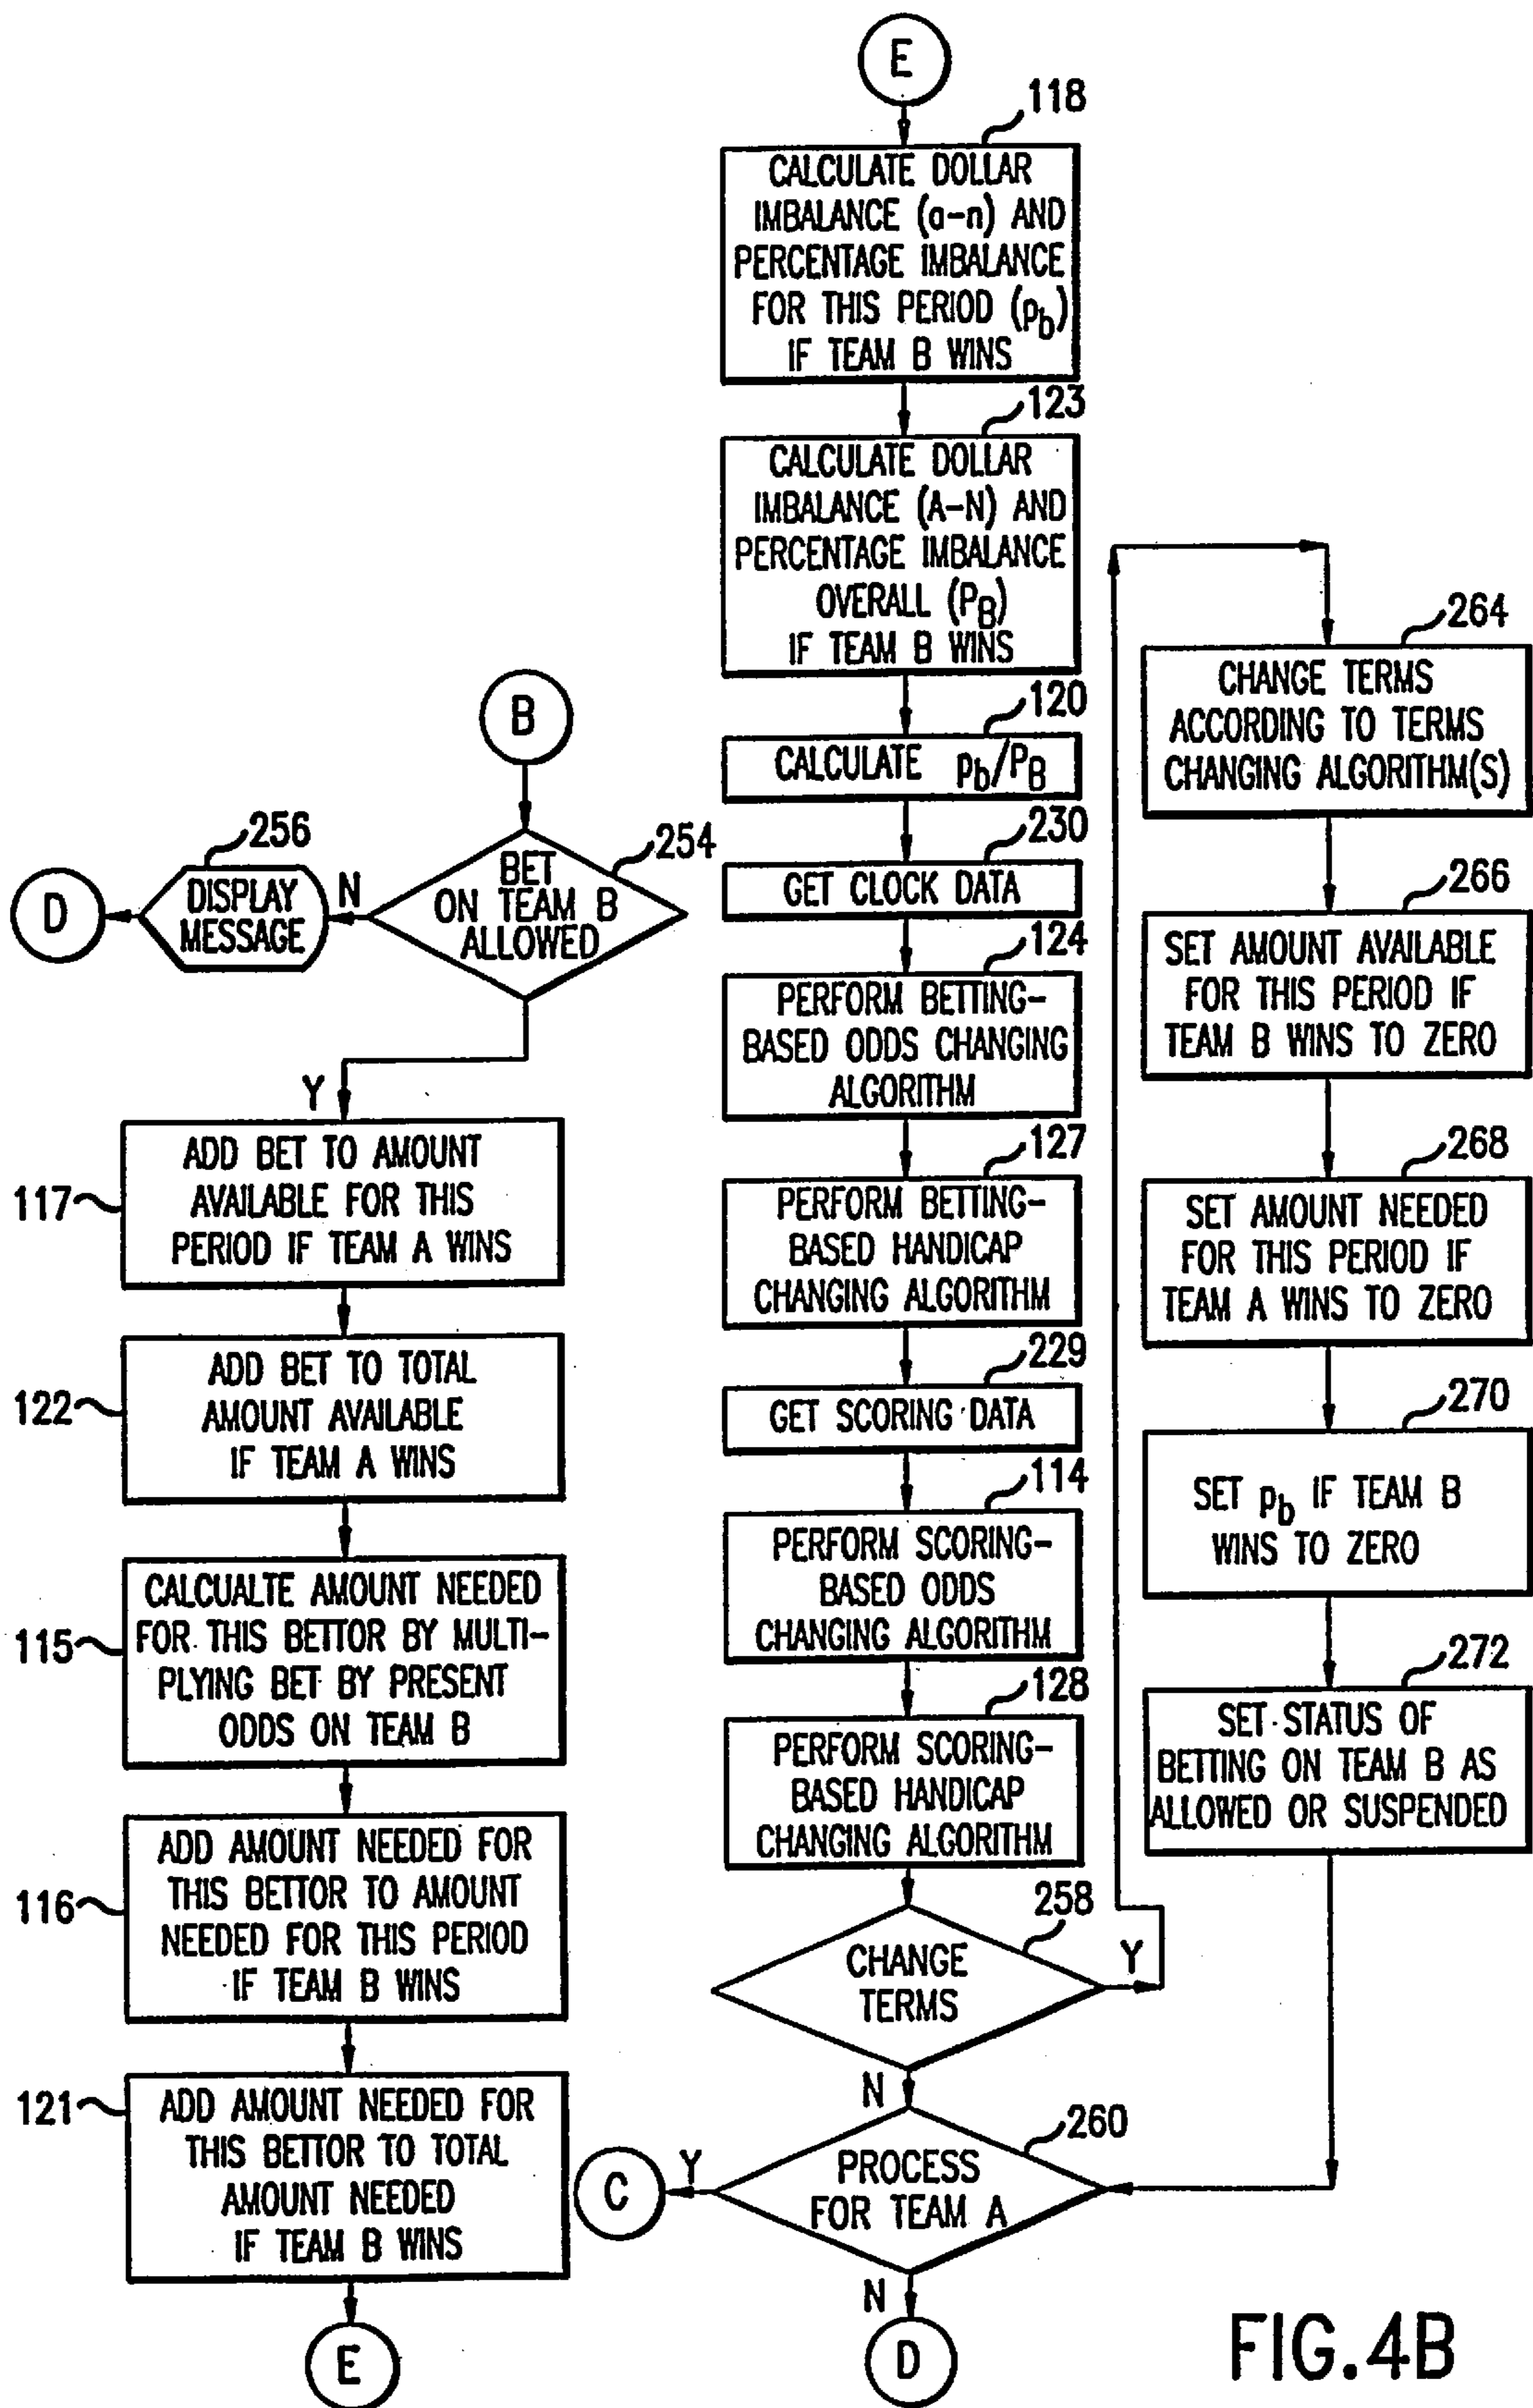 B
254
BET
ON TEAM B
ALLOWED
N
256
DISPLAY
MESSAGE
D
Y
117
ADD BET TO AMOUNT
AVAILABLE FOR THIS
PERIOD IF TEAM A WINS
122
ADD BET TO TOTAL
AMOUNT AVAILABLE
IF TEAM A WINS
115
CALCUALTE AMOUNT NEEDED
FOR THIS BETTOR BY MULTI-
PLYING BET BY PRESENT
ODDS ON TEAM B
116
ADD AMOUNT NEEDED FOR
THIS BETTOR TO AMOUNT
NEEDED FOR THIS PERIOD
IF TEAM B WINS
121
ADD AMOUNT NEEDED FOR
THIS BETTOR TO TOTAL
AMOUNT NEEDED
IF TEAM B WINS
E
E
118
CALCULATE DOLLAR
IMBALANCE (a-n) AND
PERCENTAGE IMBALANCE
FOR THIS PERIOD (pb)
IF TEAM B WINS
123
CALCULATE DOLLAR
IMBALANCE (A-N) AND
PERCENTAGE IMBALANCE
OVERALL (PB)
IF TEAM B WINS
120
CALCULATE pb/PB
230
GET CLOCK DATA
124
PERFORM BETTING-
BASED ODDS CHANGING
ALGORITHM
127
PERFORM BETTING-
BASED HANDICAP
CHANGING ALGORITHM
229
GET SCORING DATA
114
PERFORM SCORING-
BASED ODDS
CHANGING ALGORITHM
128
PERFORM SCORING-
BASED HANDICAP
CHANGING ALGORITHM
258
CHANGE
TERMS
Y
N
260
PROCESS
FOR TEAM A
Y
C
N
D
264
CHANGE TERMS
ACCORDING TO TERMS
CHANGING ALGORITHM(S)
266
SET AMOUNT AVAILABLE
FOR THIS PERIOD IF
TEAM B WINS TO ZERO
268
SET AMOUNT NEEDED
FOR THIS PERIOD IF
TEAM A WINS TO ZERO
270
SET pb IF TEAM B
WINS TO ZERO
272
SET STATUS OF
BETTING ON TEAM B AS
ALLOWED OR SUSPENDED
FIG.4B